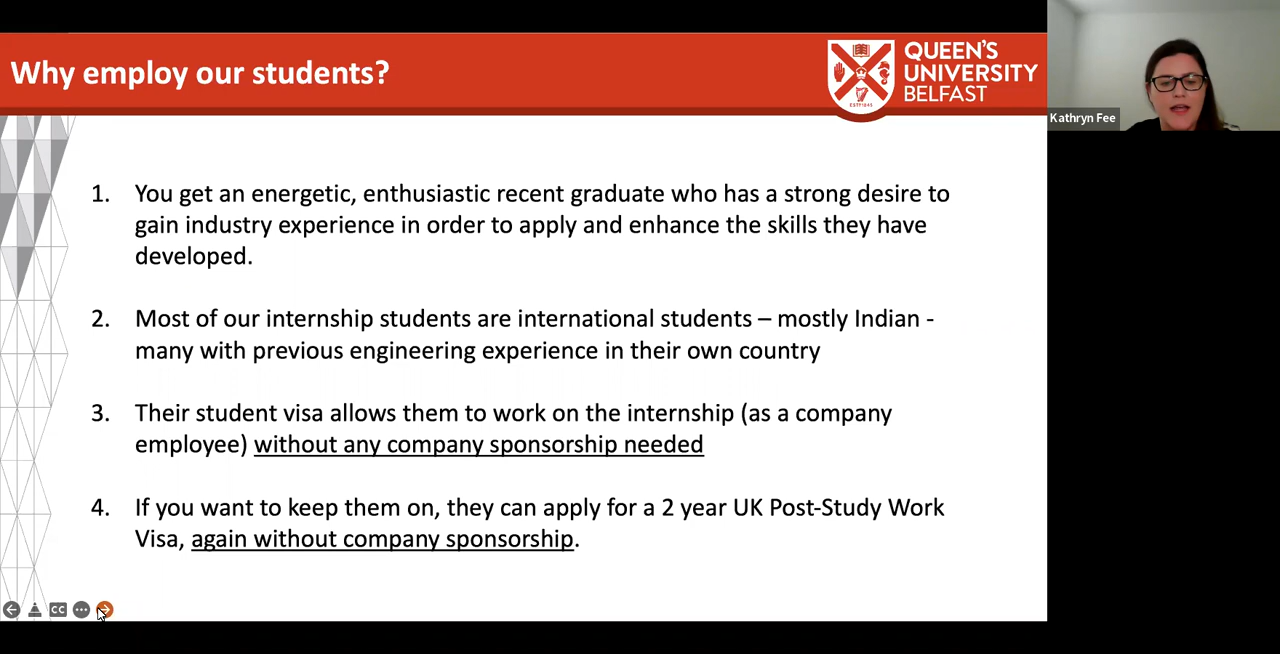 Why employ our students?
QUEEN'S
UNIVERSITY
BELFAST
ESTD1845
Kathryn Fee
1. You get an energetic, enthusiastic recent graduate who has a strong desire to
gain industry experience in order to apply and enhance the skills they have
developed.
2. Most of our internship students are international students – mostly Indian -
many with previous engineering experience in their own country
3. Their student visa allows them to work on the internship (as a company
employee) without any company sponsorship needed
4. If you want to keep them on, they can apply for a 2 year UK Post-Study Work
Visa, again without company sponsorship.
CC